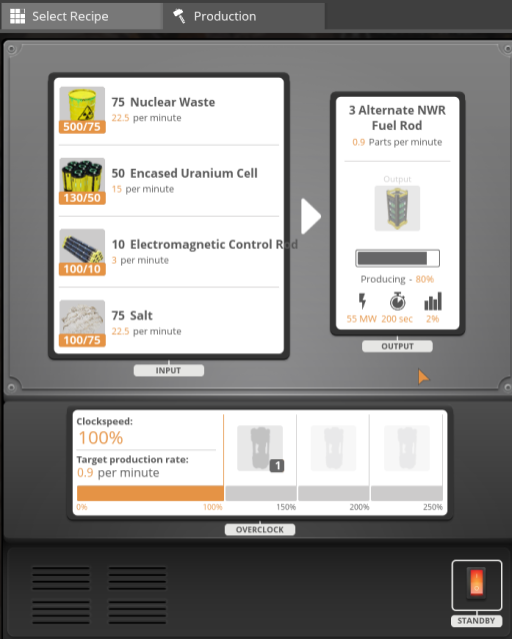 Select Recipe
Production
75 Nuclear Waste
22.5 per minute
500/75
50 Encased Uranium Cell
15 per minute
130/50
10 Electromagnetic Control Rod
3 per minute
100/10
75 Salt
22.5 per minute
100/75
INPUT
3 Alternate NWR
Fuel Rod
0.9 Parts per minute
Output
Producing - 80%
55 MW 200 sec 2%
OUTPUT
Clockspeed:
100%
Target production rate:
0.9 per minute
1
0% 100% 150% 200% 250%
OVERCLOCK
STANDBY